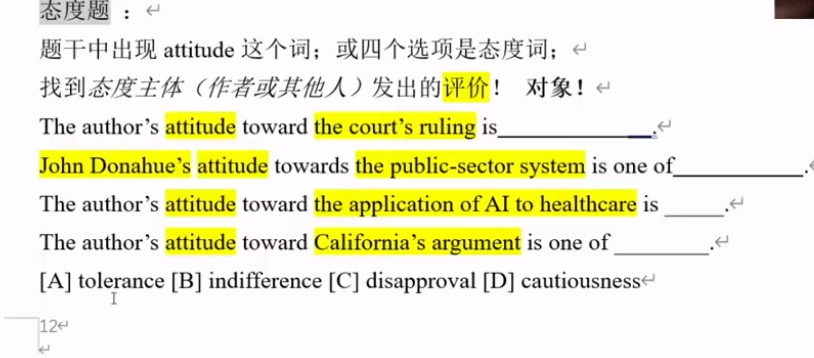 态度题 ：
题干中出现 attitude 这个词；或四个选项是态度词；
找到态度主体（作者或其他人）发出的评价！ 对象！
The author’s attitude toward the court’s ruling is____________.
John Donahue’s attitude towards the public-sector system is one of___________.
The author’s attitude toward the application of AI to healthcare is _____.
The author’s attitude toward California’s argument is one of ________.
[A] tolerance [B] indifference [C] disapproval [D] cautiousness
12